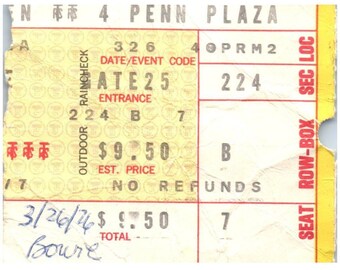 N 4 PENN PLAZA
A 326 40PRM2
DATE/EVENT CODE
ATE25 224
ENTRANCE
224 B 7
$9.50 B
EST. PRICE
/7 NO REFUNDS
3/26/76 $ 9.50 7
Bowie TOTAL
OUTDOOR RAINCHECK
SEAT ROW-BOX SEC LOC